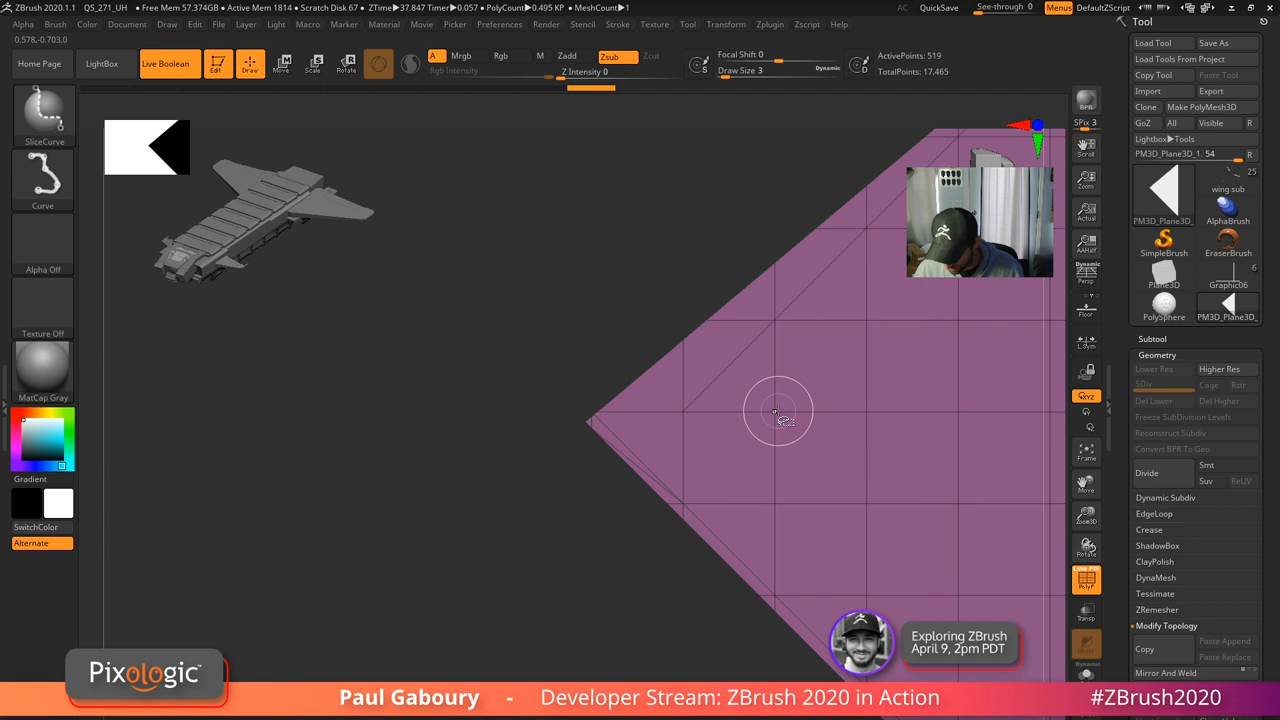 ZBrush 2020.1.1 QS_271_UH • Free Mem 57.374GB • Active Mem 1814 • Scratch Disk 67 • ZTime▶37.847 Timer▶0.057 • PolyCount▶0.495 KP • MeshCount▶1 AC QuickSave See-through 0 Menus DefaultZScript
Alpha Brush Color Document Draw Edit File Layer Light Macro Marker Material Movie Picker Preferences Render Stencil Stroke Texture Tool Transform Zplugin Zscript Help
0.578,-0.703,0
Home Page LightBox Live Boolean Edit Draw Move Scale Rotate A Mrgb Rgb M Zadd Zsub Zcut Focal Shift 0 ActivePoints: 519
Rgb Intensity Z Intensity 0 Draw Size 3 Dynamic TotalPoints: 17,465
S D
SliceCurve
Curve
Alpha Off
Texture Off
MatCap Gray
Gradient
SwitchColor
Alternate
BPR
SPix 3
Scroll
Zoom
Actual
AAHalf
Dynamic
Persp
Floor
L.Sym
XYZ
Frame
Move
Zoom3D
Rotate
Line Fill
PolyF
Transp
Dynamic
Tool
Load Tool Save As
Load Tools From Project
Copy Tool Paste Tool
Import Export
Clone Make PolyMesh3D
GoZ All Visible R
Lightbox▶Tools
PM3D_Plane3D_1. 54 R
25
wing sub
PM3D_Plane3D_ AlphaBrush
SimpleBrush EraserBrush
6
Plane3D Graphic06
PolySphere PM3D_Plane3D_
Subtool
Geometry
Lower Res Higher Res
SDiv Cage Rstr
Del Lower Del Higher
Freeze SubDivision Levels
Reconstruct Subdiv
Convert BPR To Geo
Divide Smt
Suv ReUV
Dynamic Subdiv
EdgeLoop
Crease
ShadowBox
ClayPolish
DynaMesh
Tessimate
ZRemesher
Modify Topology
Copy Paste Append
Paste Replace
Mirror And Weld
Exploring ZBrush
April 9, 2pm PDT
Pixologic™
Paul Gaboury - Developer Stream: ZBrush 2020 in Action #ZBrush2020